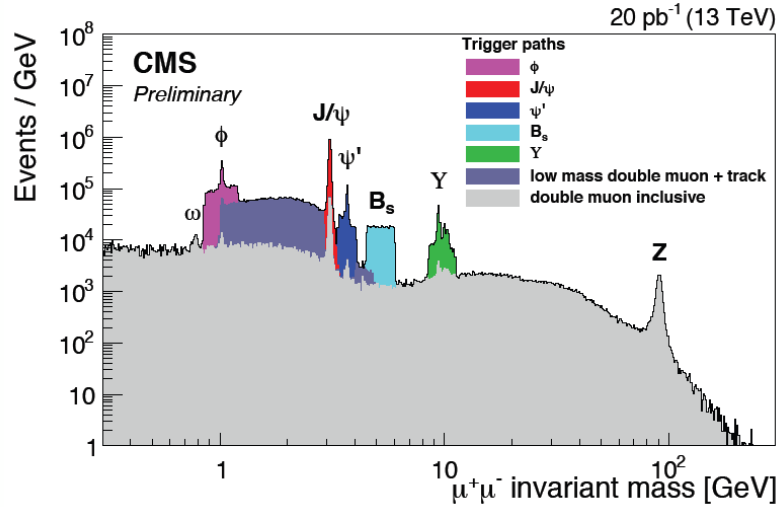 20 pb⁻¹ (13 TeV)
Events / GeV
10⁸
10⁷
10⁶
10⁵
10⁴
10³
10²
10
1
CMS
Preliminary
Trigger paths
ϕ
J/ψ
ψ'
Bₛ
Υ
low mass double muon + track
double muon inclusive
ω
ϕ
J/ψ
ψ'
Bₛ
Υ
Z
1
10
10²
μ⁺μ⁻ invariant mass [GeV]